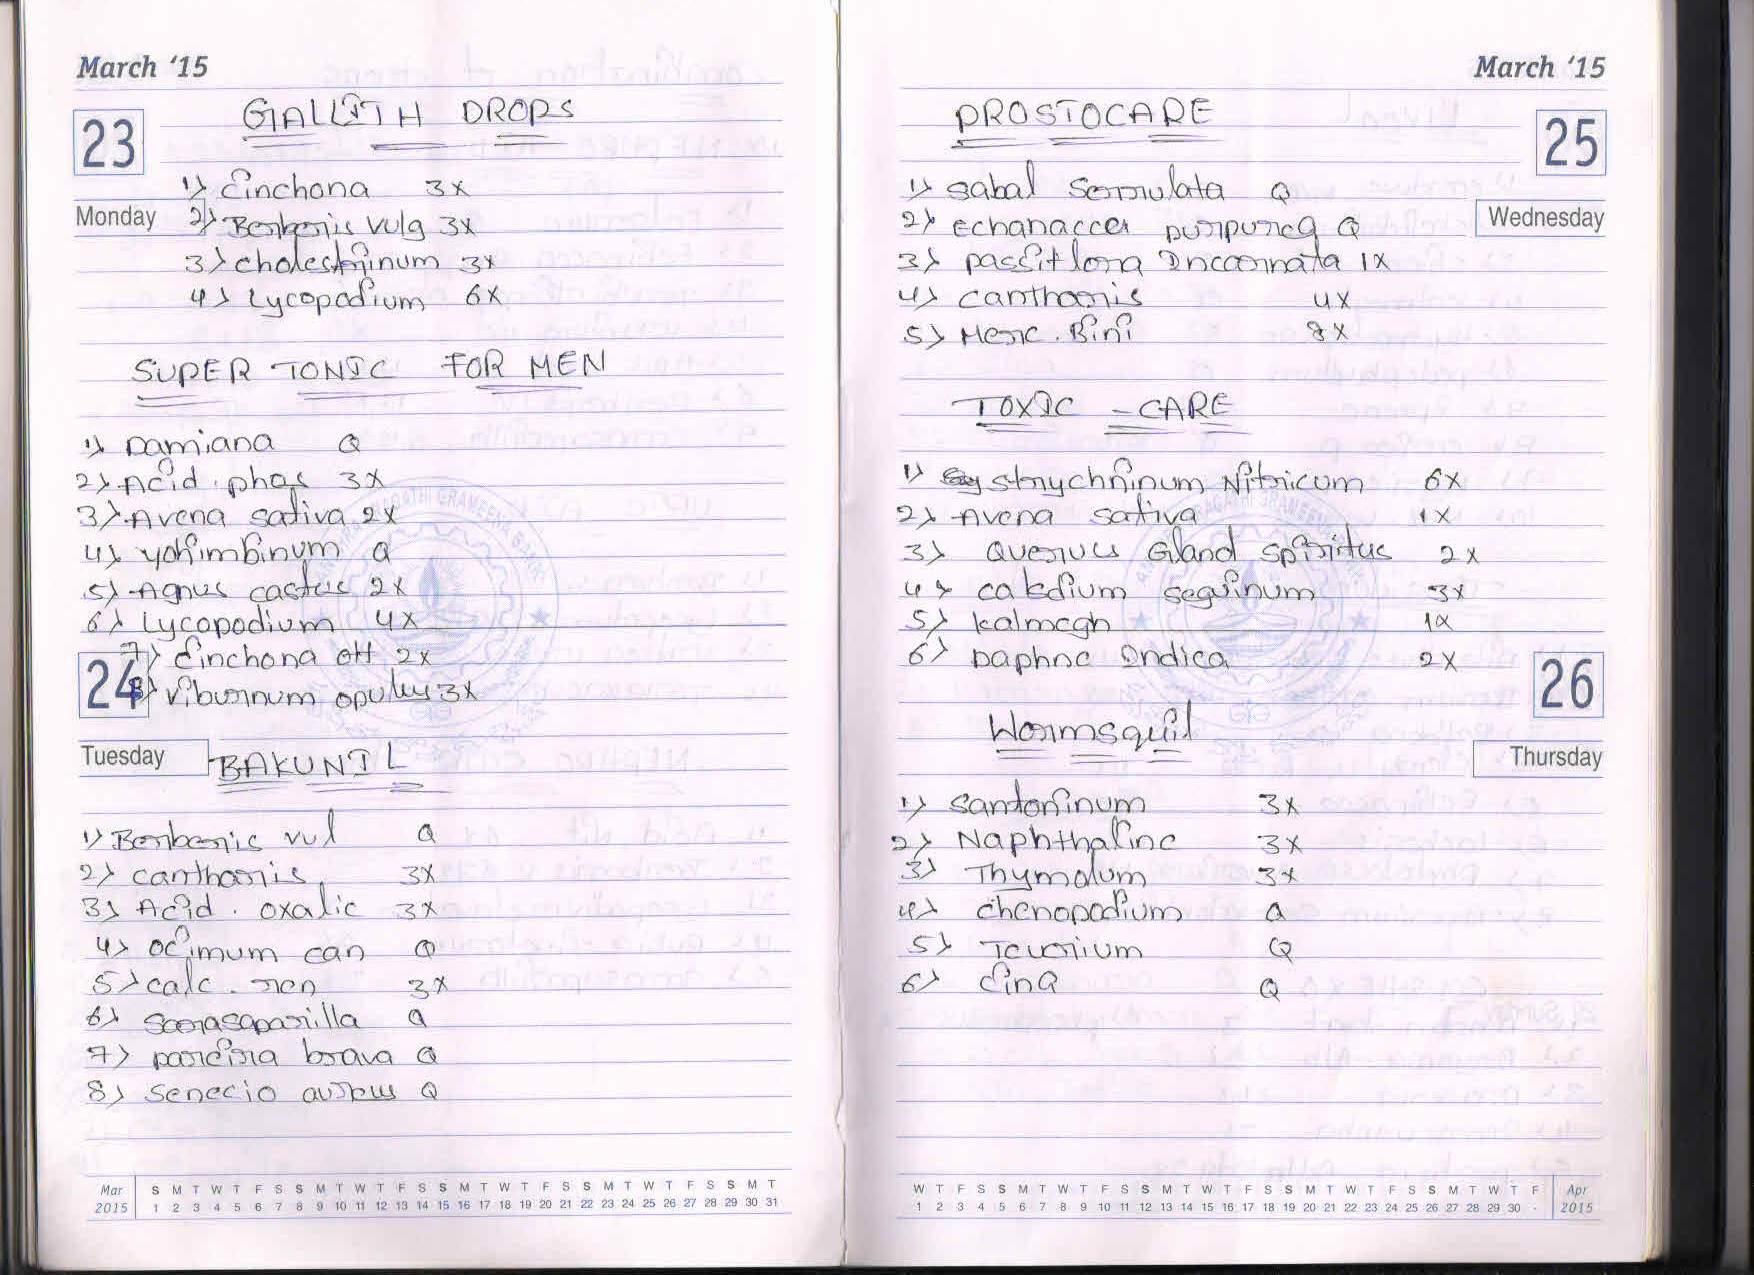 March '15
23
Monday
GALLITH DROPS
1) Cinchona 3x
2) Berberis vulg 3x
3) cholestrinum 3x
4) Lycopodium 6x
SUPER TONIC FOR MEN
1) Damiana Q
2) Acid. phos 3x
3) Avena sativa 2x
4) yohimbinum Q
5) Agnus castus 2x
6) Lycopodium 4x
7) Cinchona off 2x
24
8) Viburnum opulus 3x
Tuesday
BAKUNIL
1) Berberis vul Q
2) cantharis 3x
3) Acid. oxalic 3x
4) Ocimum can Q
5) calc. ren 3x
6) Sarrasaparilla Q
7) pareira brava Q
8) Senecio aureus Q
Mar 2015
S M T W T F S S M T W T F S S M T W T F S S M T W T F S S M T
1 2 3 4 5 6 7 8 9 10 11 12 13 14 15 16 17 18 19 20 21 22 23 24 25 26 27 28 29 30 31
March '15
25
Wednesday
PROSTOCARE
1) Sabal Serrulata Q
2) Echanaccea purpurea Q
3) passiflora Incarnata 1x
4) cantharis 4x
5) Merc. Bini 8x
TOXIC - CARE
1) Strychninum Nitricum 6x
2) Avena sativa 1x
3) Quercus Gland spiritus 2x
4) caladium seguinum 3x
5) kalmegh 1x
6) Daphne Indica 2x
26
Thursday
Wormsquil
1) Santoninum 3x
2) Naphthaline 3x
3) Thymolum 3x
4) chenopodium Q
5) Teucrium Q
6) Cina Q
W T F S S M T W T F S S M T W T F S S M T W T F S S M T W T F
1 2 3 4 5 6 7 8 9 10 11 12 13 14 15 16 17 18 19 20 21 22 23 24 25 26 27 28 29 30 .
Apr 2015